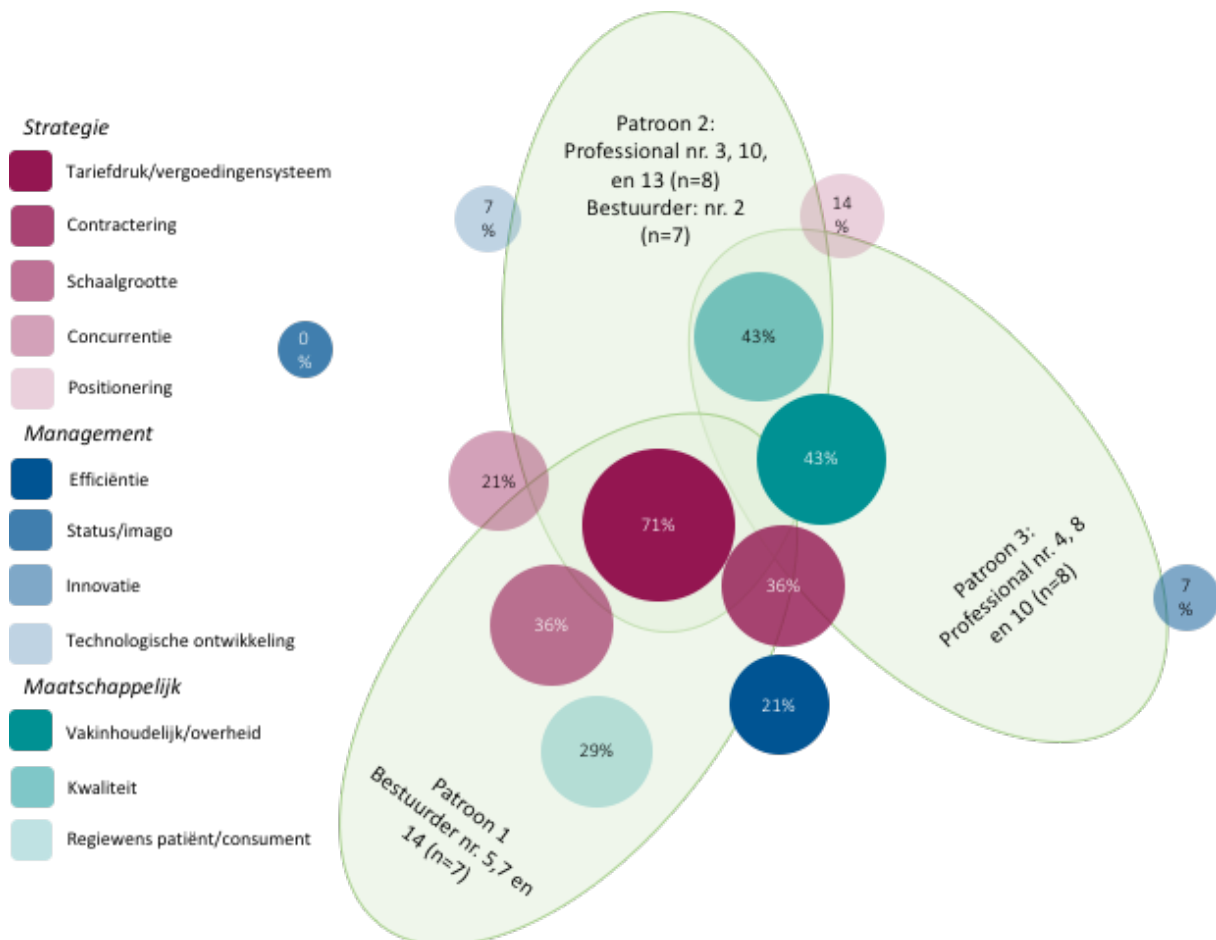 Strategie
Tariefdruk/vergoedingensysteem
Contractering
Schaalgrootte
Concurrentie
Positionering
Management
Efficiëntie
Status/imago
Innovatie
Technologische ontwikkeling
Maatschappelijk
Vakinhoudelijk/overheid
Kwaliteit
Regiewens patiënt/consument
0
%
Patroon 2:
Professional nr. 3, 10,
en 13 (n=8)
Bestuurder: nr. 2
(n=7)
7
%
14
%
43%
43%
21%
71%
36%
36%
21%
29%
Patroon 3:
Professional nr. 4, 8
en 10 (n=8)
7
%
Patroon 1
Bestuurder nr. 5,7 en
14 (n=7)